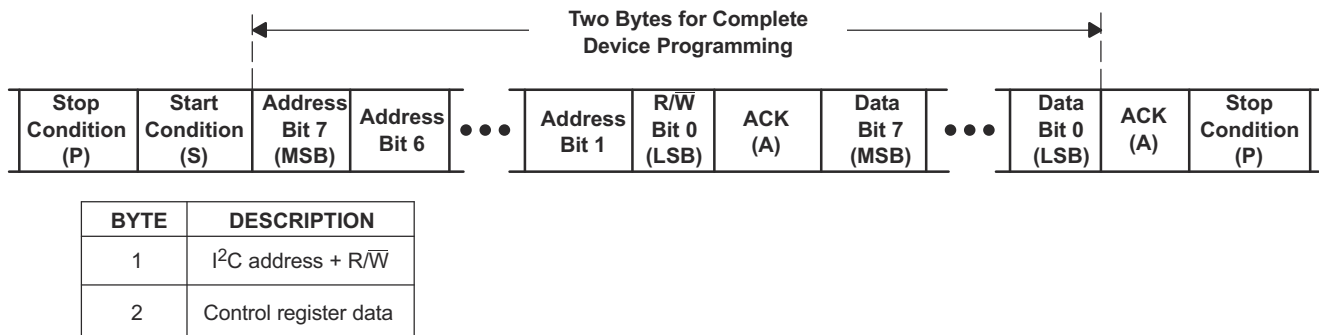 Two Bytes for Complete
Device Programming
Stop Condition (P)
Start Condition (S)
Address Bit 7 (MSB)
Address Bit 6
•••
Address Bit 1
R/W̅ Bit 0 (LSB)
ACK (A)
Data Bit 7 (MSB)
•••
Data Bit 0 (LSB)
ACK (A)
Stop Condition (P)
BYTE DESCRIPTION
1 I²C address + R/W̅
2 Control register data